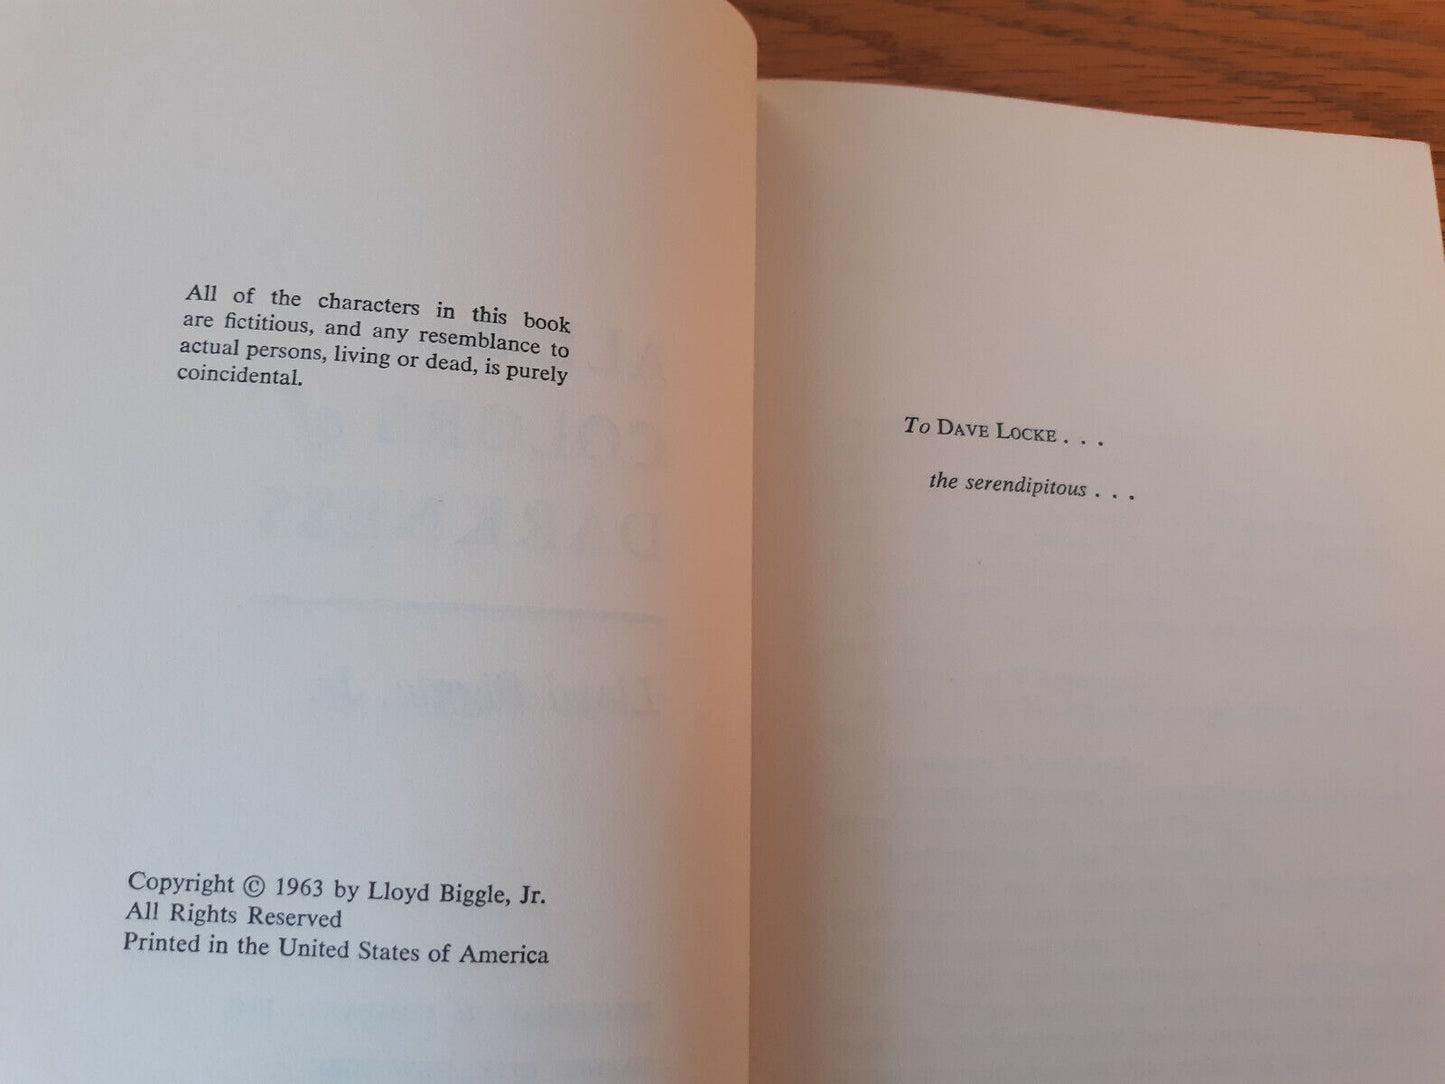 All of the characters in this book
are fictitious, and any resemblance to
actual persons, living or dead, is purely
coincidental.
Copyright © 1963 by Lloyd Biggle, Jr.
All Rights Reserved
Printed in the United States of America
To DAVE LOCKE . . .
the serendipitous . . .